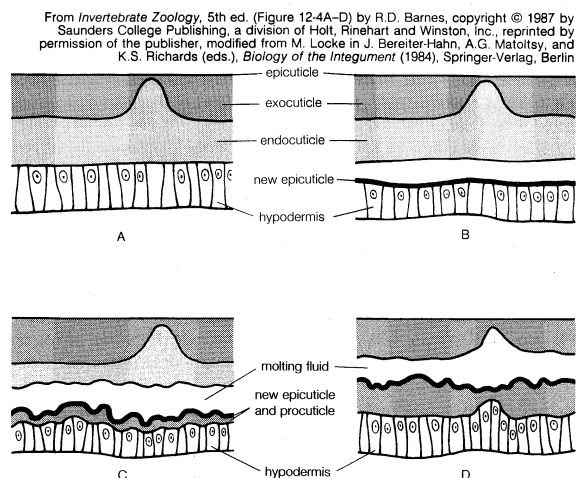 From Invertebrate Zoology, 5th ed. (Figure 12-4A–D) by R.D. Barnes, copyright © 1987 by
Saunders College Publishing, a division of Holt, Rinehart and Winston, Inc., reprinted by
permission of the publisher, modified from M. Locke in J. Bereiter-Hahn, A.G. Matoltsy, and
K.S. Richards (eds.), Biology of the Integument (1984), Springer-Verlag, Berlin
epicuticle
exocuticle
endocuticle
new epicuticle
hypodermis
A
B
molting fluid
new epicuticle
and procuticle
hypodermis
C
D